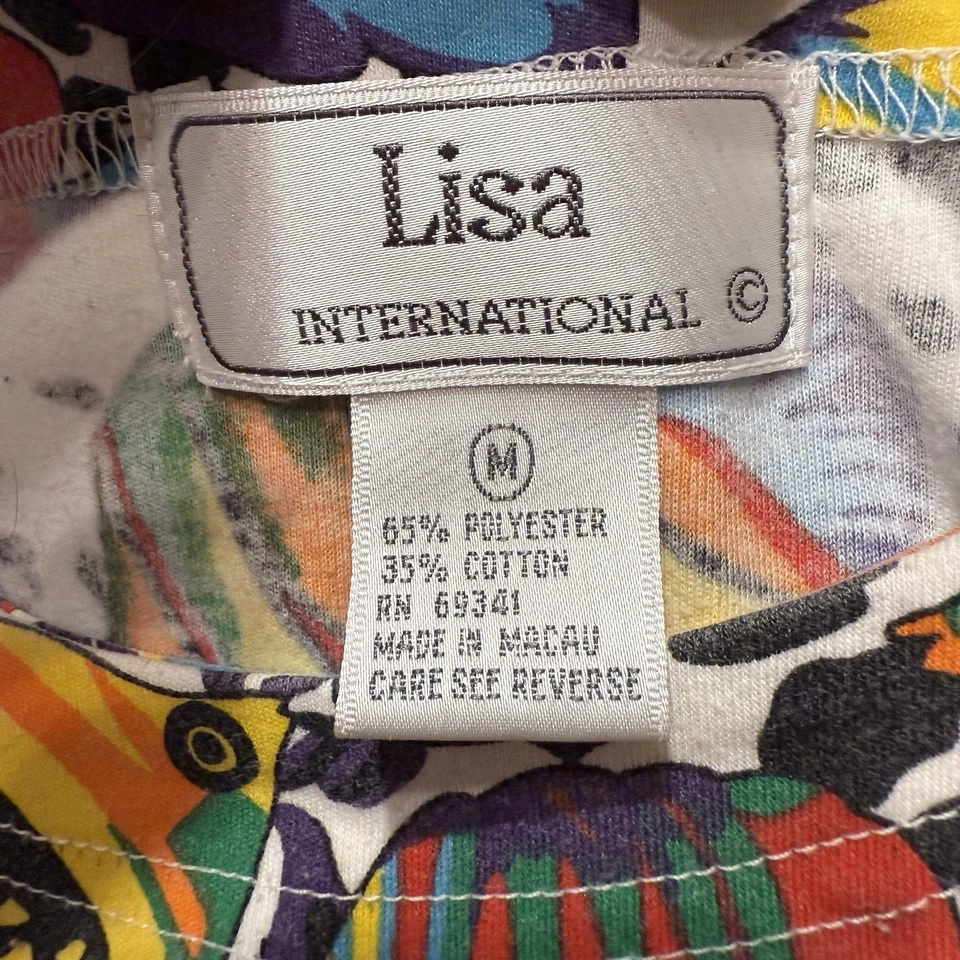 Lisa
INTERNATIONAL ©
M
65% POLYESTER
35% COTTON
RN 69341
MADE IN MACAU
CARE SEE REVERSE